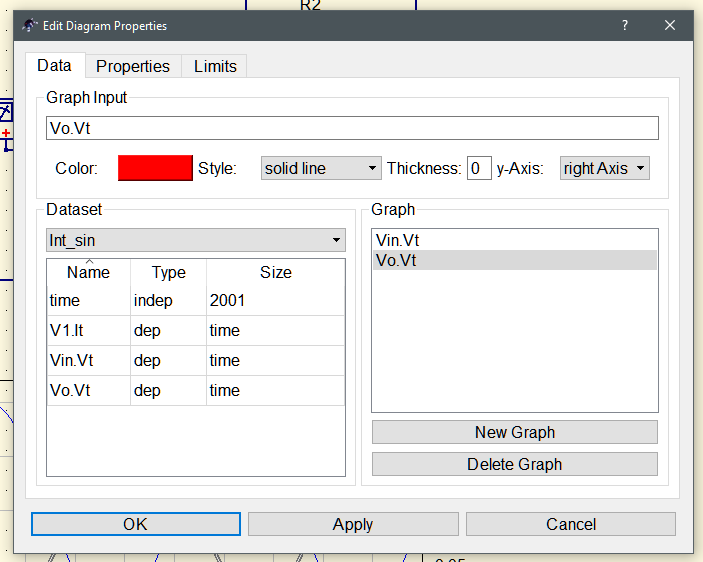 R2
Edit Diagram Properties
Data Properties Limits
Graph Input
Vo.Vt
Color: Style: solid line Thickness: 0 y-Axis: right Axis
Dataset
Int_sin
Name Type Size
time indep 2001
V1.It dep time
Vin.Vt dep time
Vo.Vt dep time
Graph
Vin.Vt
Vo.Vt
New Graph
Delete Graph
OK Apply Cancel